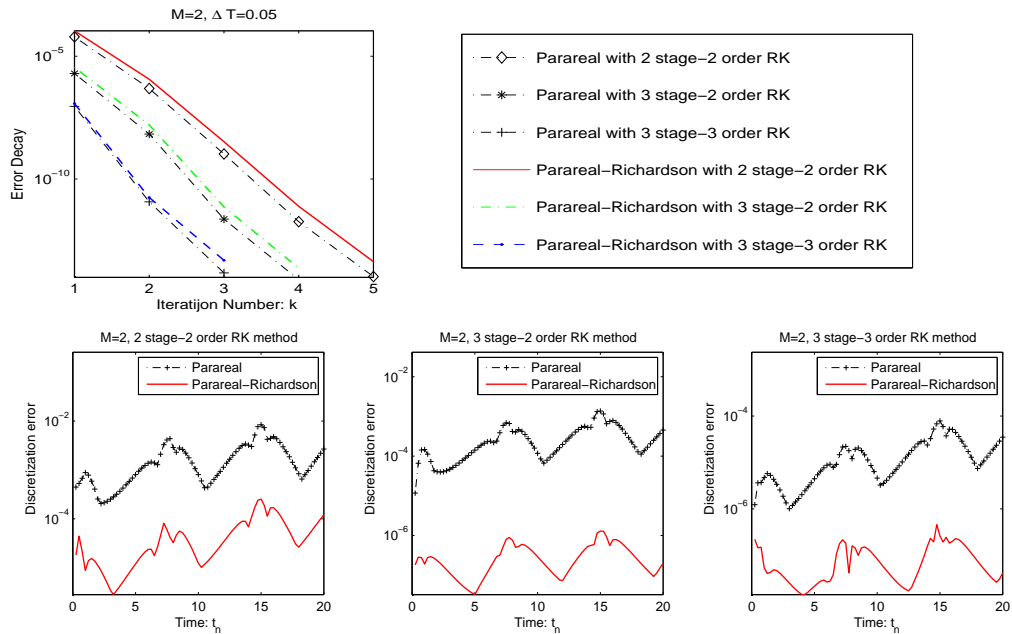 M=2, Δ T=0.05
Error Decay
10^−5
10^−10
1 2 3 4 5
Iteratijon Number: k
Parareal with 2 stage−2 order RK
Parareal with 3 stage−2 order RK
Parareal with 3 stage−3 order RK
Parareal−Richardson with 2 stage−2 order RK
Parareal−Richardson with 3 stage−2 order RK
Parareal−Richardson with 3 stage−3 order RK
M=2, 2 stage−2 order RK method
Parareal
Parareal−Richardson
Discretization error
10^−2
10^−4
0 5 10 15 20
Time: t_n
M=2, 3 stage−2 order RK method
Parareal
Parareal−Richardson
Discretization error
10^−2
10^−4
10^−6
0 5 10 15 20
Time: t_n
M=2, 3 stage−3 order RK method
Parareal
Parareal−Richardson
Discretization error
10^−4
10^−6
0 5 10 15 20
Time: t_n